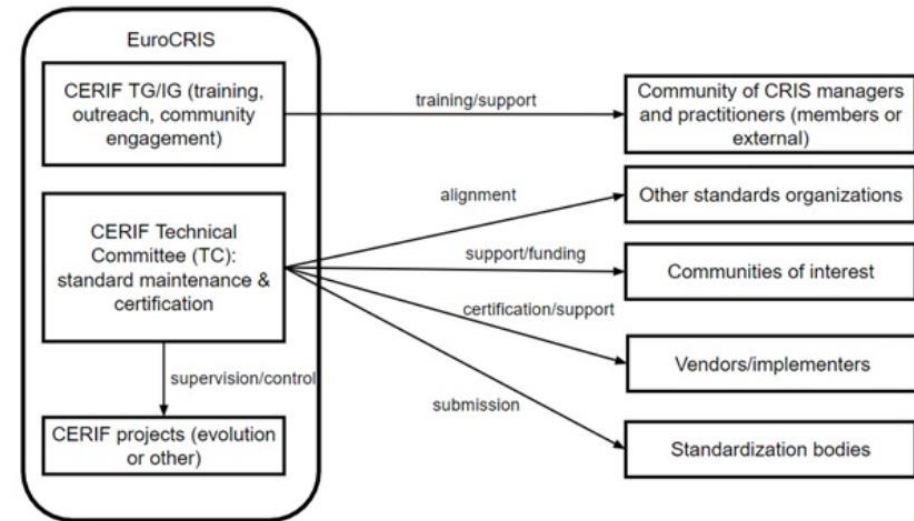 EuroCRIS
CERIF TG/IG (training,
outreach, community
engagement)
training/support
Community of CRIS managers
and practitioners (members or
external)
CERIF Technical
Committee (TC):
standard maintenance &
certification
alignment
Other standards organizations
support/funding
Communities of interest
certification/support
Vendors/implementers
submission
Standardization bodies
supervision/control
CERIF projects (evolution
or other)